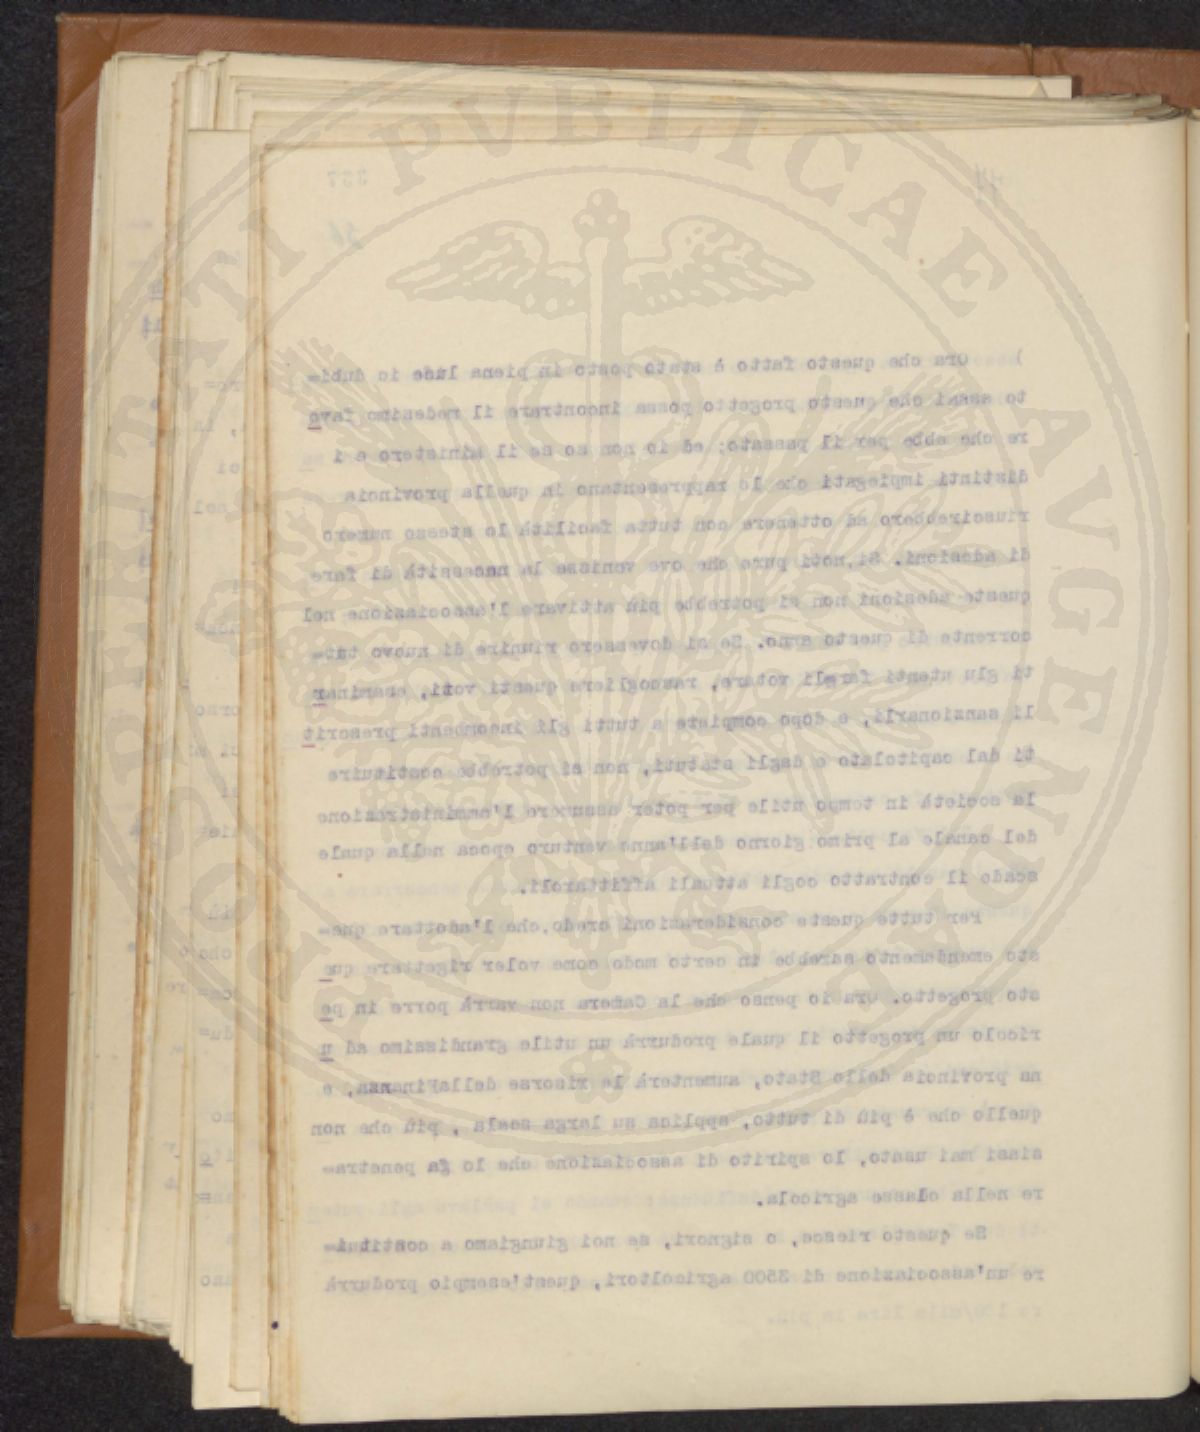 PROSPERITATI PUBLICAE AUGENDAE
44
337
Ora che questo fatto è stato posto in piena luce io dubi=
to assai che questo progetto possa incontrare il medesimo favo
re che ebbe per il passato; ed io non so se il Ministero e i
distinti impiegati che lo rappresentano in quella provincia
riuscirebbero ad ottenere con tutta facilità lo stesso numero
di adesioni. Si noti pure che ove venisse la necessità di fare
queste adesioni non si potrebbe più attivare l'associazione nel
corrente di questo anno. Se si dovessero riunire di nuovo tut=
ti glu utenti fargli votare, raccogliere questi voti, esaminar
li sanzionarli, e dopo compiere a tutti gli incombenti prescrit
ti dal capitolato e dagli statuti, non si potrebbe costituire
la società in tempo utile per poter assumere l'amministrazione
del canale al primo giorno dell'anno venturo epoca nella quale
scade il contratto cogli attuali affittaroli.
Per tutte queste considerazioni credo, che l'adottare que=
sto emendamento sarebbe in certo modo come voler rigettare que
sto progetto. Ora io penso che la Camera non varrà porre in pe
ricolo un progetto il quale produrrà un utile grandissimo ad u
na provincia dello Stato, aumenterà le risorse dellaFinanza, e
quello che è più di tutto, applica su larga scala , più che non
siasi mai usato, lo spirito di associazione che lo fa penetra=
re nella classe agricola.
Se questo riesce, o signori, se noi giungiamo a costitui=
re un'associazione di 3500 agricoltori, quest'esempio produrrà